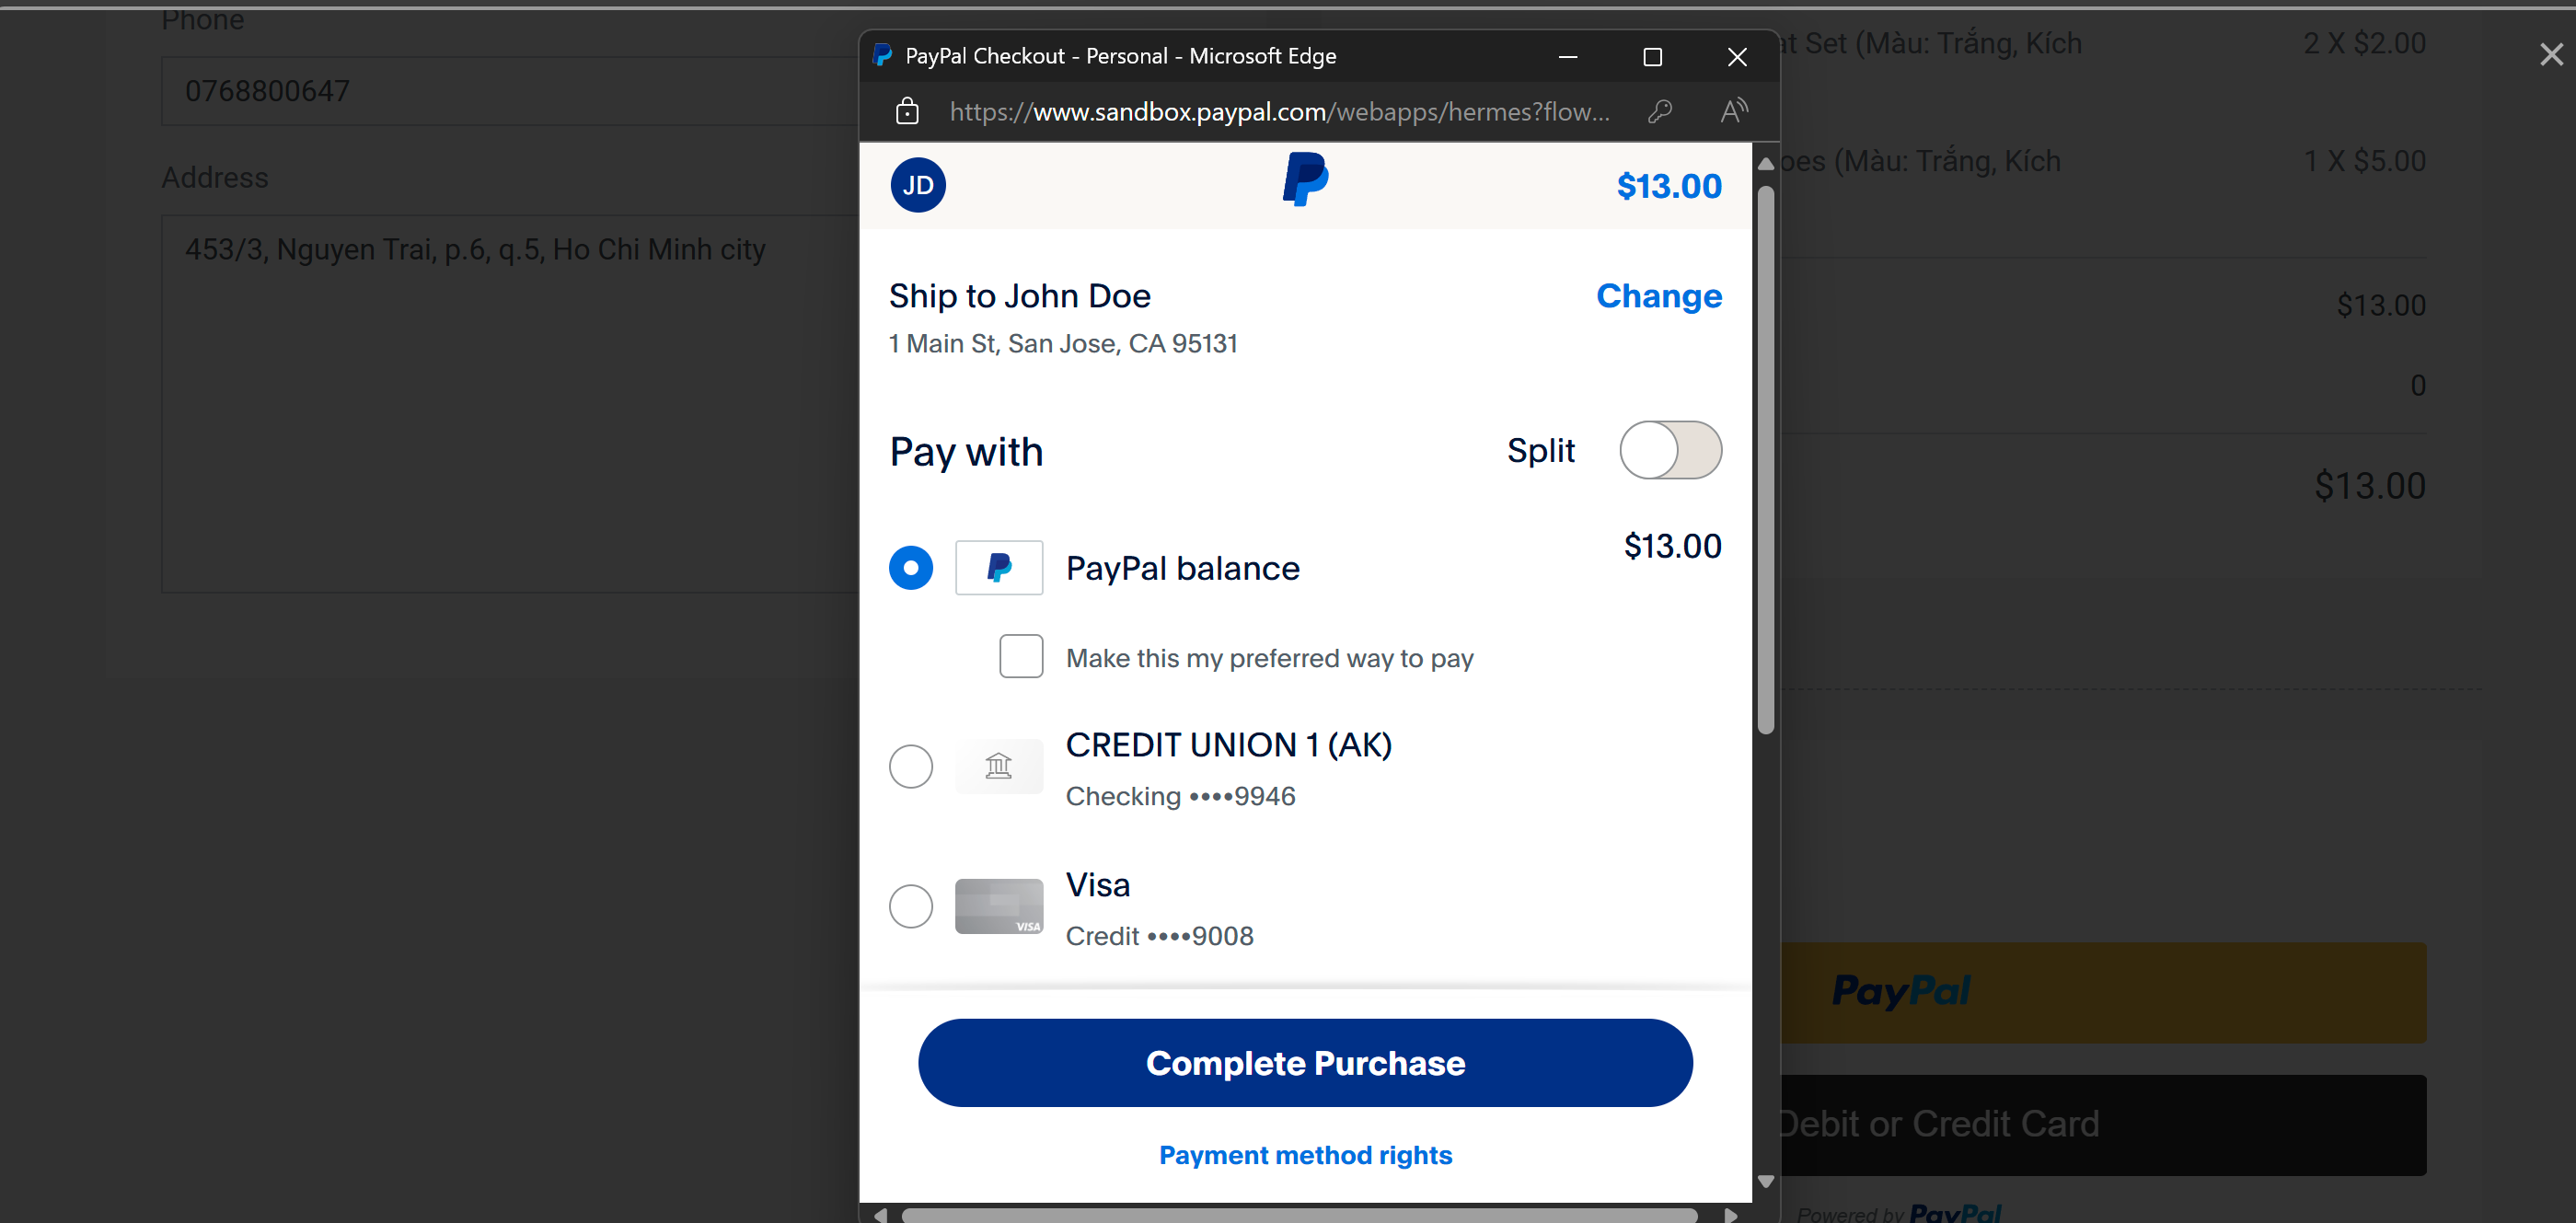 Phone
0768800647
Address
453/3, Nguyen Trai, p.6, q.5, Ho Chi Minh city
PayPal Checkout - Personal - Microsoft Edge
https://www.sandbox.paypal.com/webapps/hermes?flow...
JD
$13.00
Ship to John Doe
Change
1 Main St, San Jose, CA 95131
Pay with
Split
PayPal balance
$13.00
Make this my preferred way to pay
CREDIT UNION 1 (AK)
Checking ••••9946
VISA
Visa
Credit ••••9008
Complete Purchase
Payment method rights
Set (Màu: Trắng, Kích
2 X $2.00
(Màu: Trắng, Kích
1 X $5.00
$13.00
0
$13.00
PayPal
Debit or Credit Card
Powered by PayPal